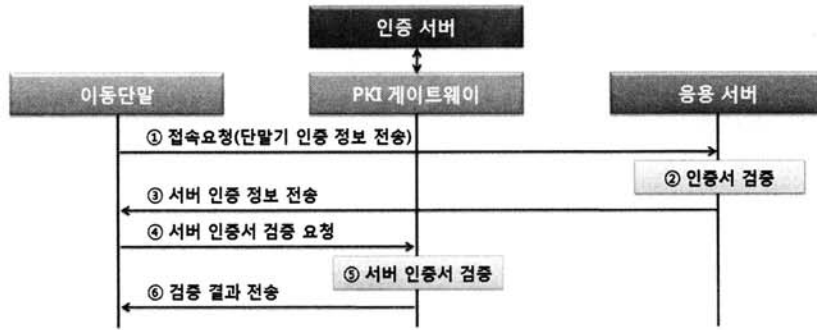 인증 서버
이동단말
PKI 게이트웨이
응용 서버
① 접속요청(단말기 인증 정보 전송)
② 인증서 검증
③ 서버 인증 정보 전송
④ 서버 인증서 검증 요청
⑤ 서버 인증서 검증
⑥ 검증 결과 전송